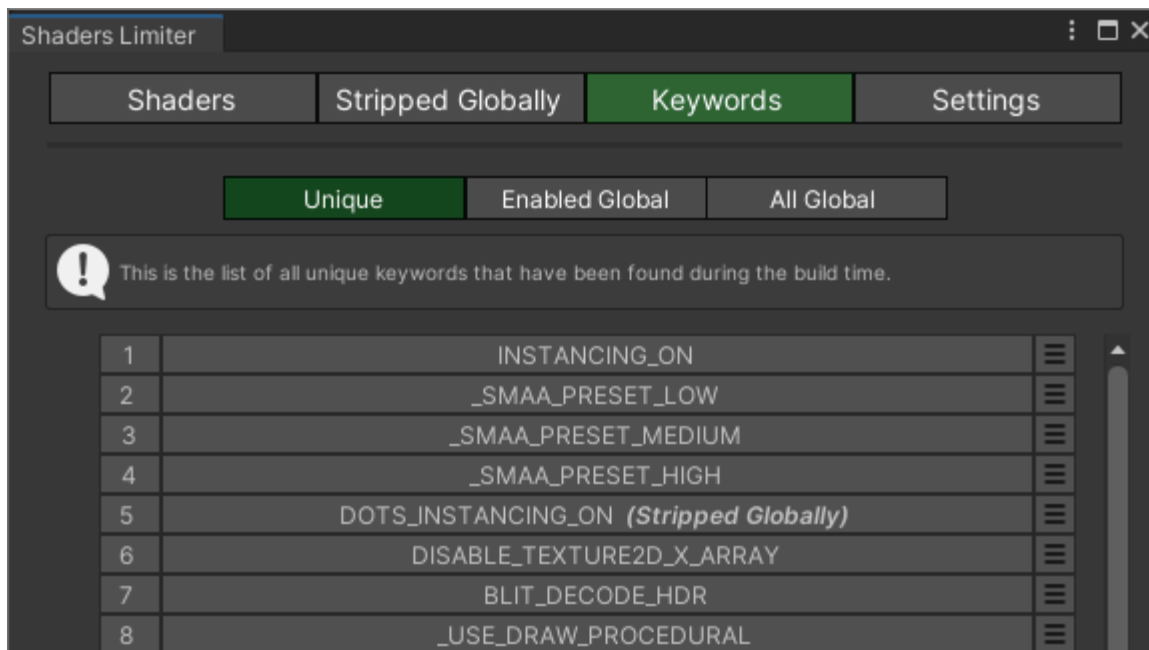 Shaders Limiter
Shaders Stripped Globally Keywords Settings
Unique Enabled Global All Global
This is the list of all unique keywords that have been found during the build time.
1 INSTANCING_ON
2 _SMAA_PRESET_LOW
3 _SMAA_PRESET_MEDIUM
4 _SMAA_PRESET_HIGH
5 DOTS_INSTANCING_ON (Stripped Globally)
6 DISABLE_TEXTURE2D_X_ARRAY
7 BLIT_DECODE_HDR
8 _USE_DRAW_PROCEDURAL